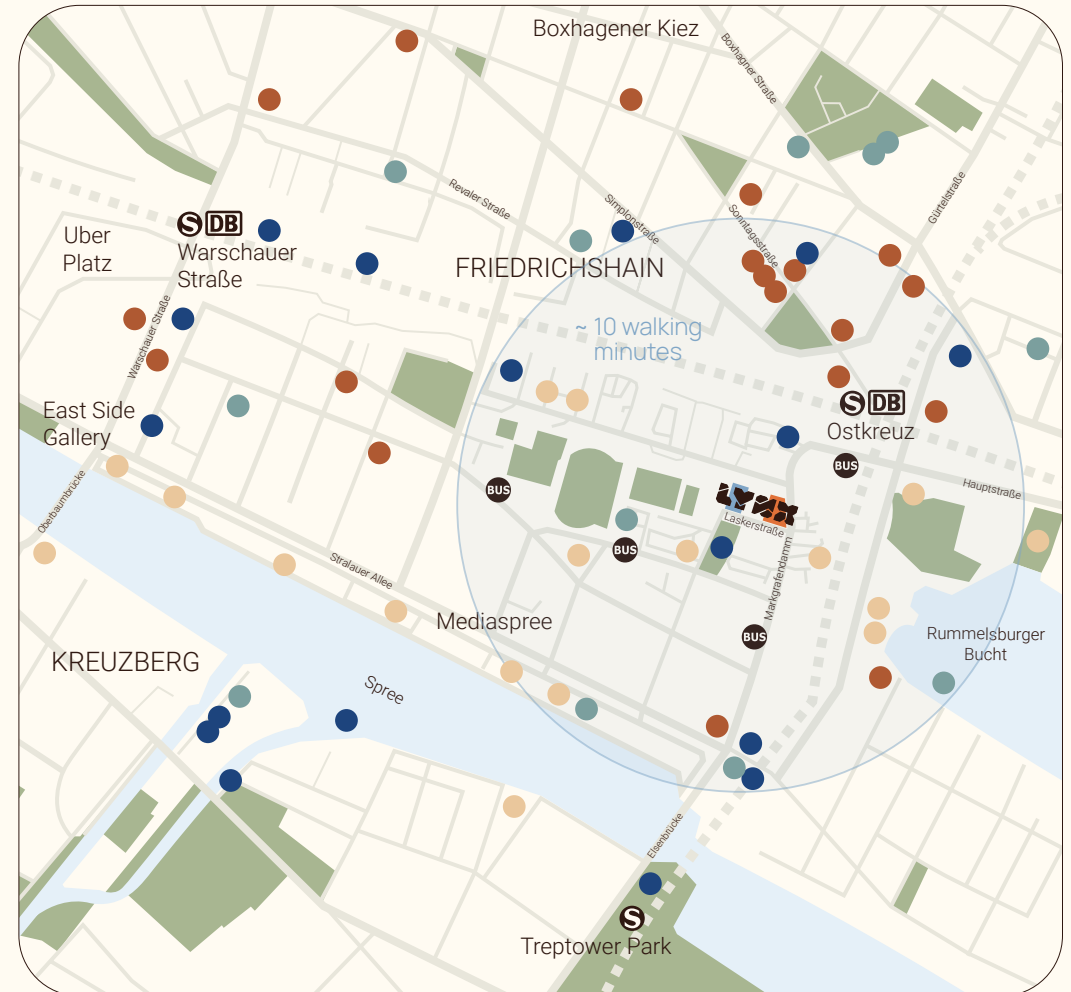 Boxhagener Kiez
Boxhagner Straße
Gürtelstraße
Revaler Straße
Simplonstraße
Sonntagsstraße
S DB
Warschauer
Straße
Uber
Platz
FRIEDRICHSHAIN
~ 10 walking
minutes
Warschauer Straße
East Side
Gallery
S DB
Ostkreuz
BUS
BUS
Hauptstraße
Oberbaumbrücke
Laskerstraße
BUS
Stralauer Allee
Markgrafendamm
Mediaspree
BUS
Rummelsburger
Bucht
KREUZBERG
Spree
Elsenbrücke
S
Treptower Park